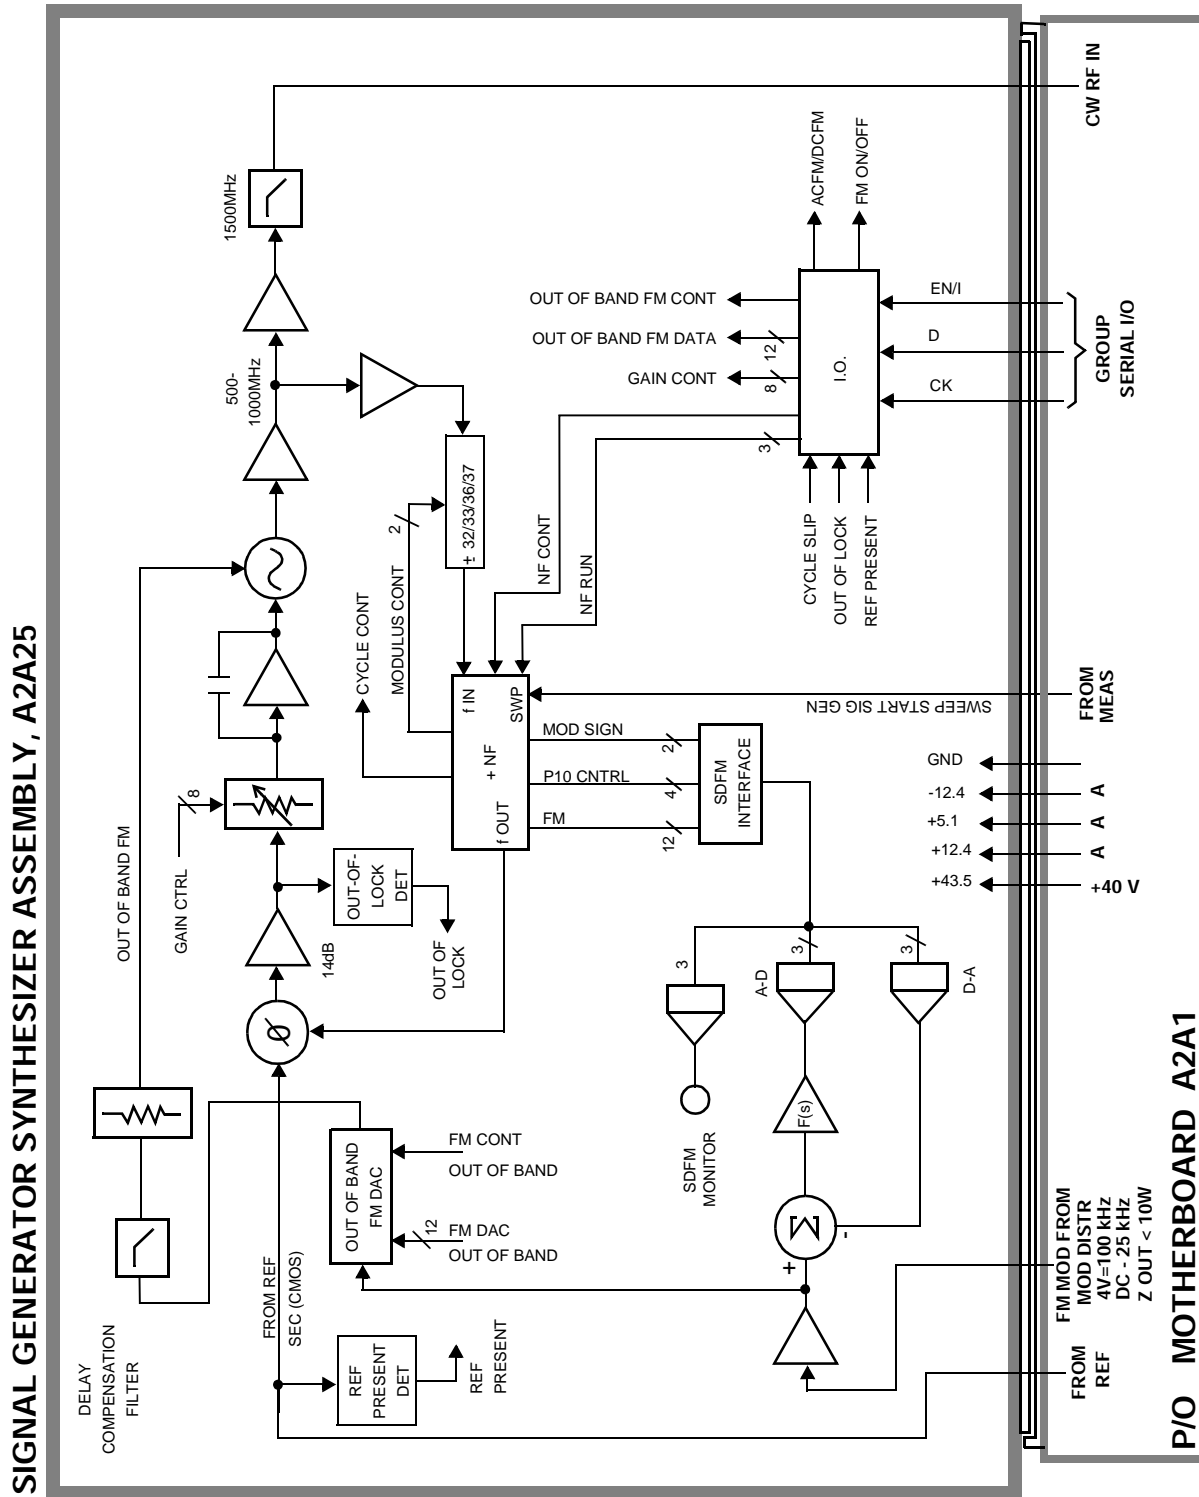 SIGNAL GENERATOR SYNTHESIZER ASSEMBLY, A2A25
DELAY
COMPENSATION
FILTER
OUT OF BAND FM
GAIN CTRL
8
1500MHz
500-
1000MHz
14dB
Ø
FROM REF
SEC (CMOS)
OUT-OF-
LOCK
DET
OUT OF
LOCK
REF
PRESENT
DET
REF
PRESENT
OUT OF BAND
FM DAC
12
FM DAC
OUT OF BAND
FM CONT
OUT OF BAND
CYCLE CONT
MODULUS CONT
2
± 32/33/36/37
NF CONT
NF RUN
3
f IN
SWP
+ NF
f OUT
MOD SIGN
2
P10 CNTRL
4
FM
12
SDFM
INTERFACE
SWEEP START SIG GEN
OUT OF BAND FM CONT
OUT OF BAND FM DATA
12
GAIN CONT
8
I.O.
ACFM/DCFM
FM ON/OFF
CYCLE SLIP
OUT OF LOCK
REF PRESENT
EN/I
D
CK
SDFM
MONITOR
3
A-D
3
D-A
3
F(s)
Σ
+
-
GND
-12.4
+5.1
+12.4
+43.5
FROM
REF
FM MOD FROM
MOD DISTR
4V=100 kHz
DC - 25 kHz
Z OUT < 10W
+40 V
A
A
A
FROM
MEAS
GROUP
SERIAL I/O
CW RF IN
P/O MOTHERBOARD A2A1